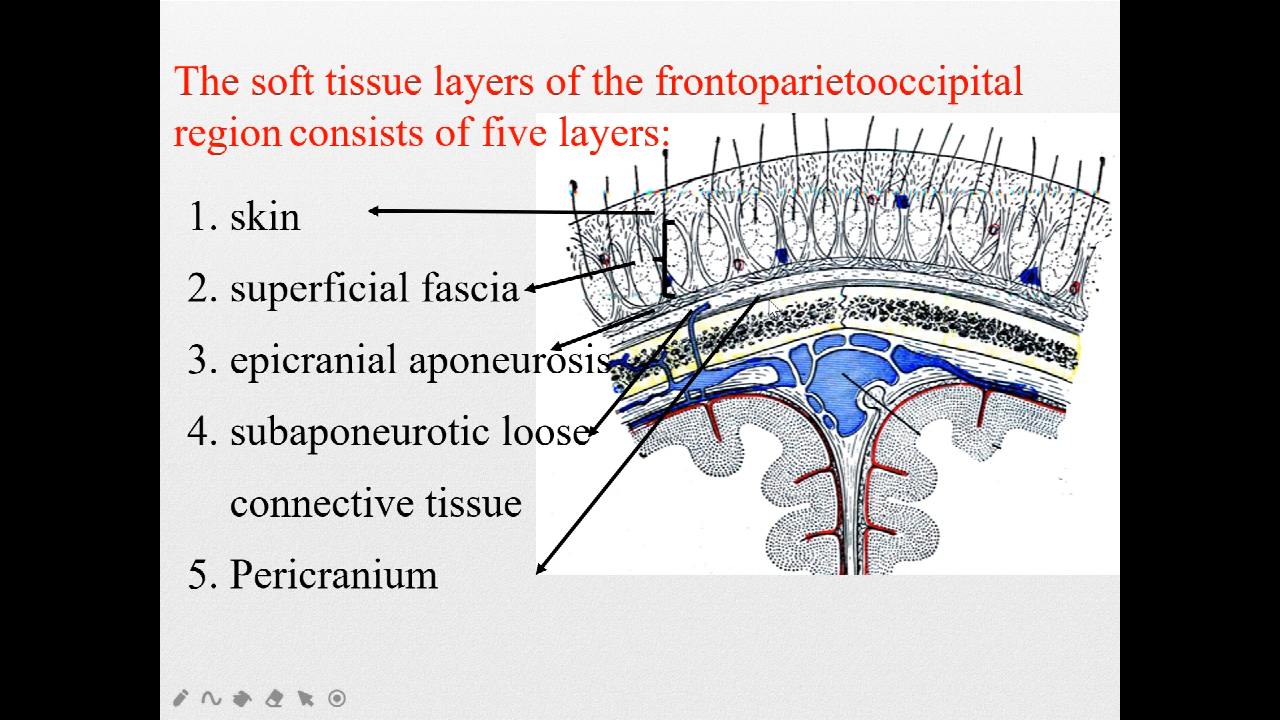 The soft tissue layers of the frontoparietooccipital
region consists of five layers:
1. skin
2. superficial fascia
3. epicranial aponeurosis
4. subaponeurotic loose
connective tissue
5. Pericranium